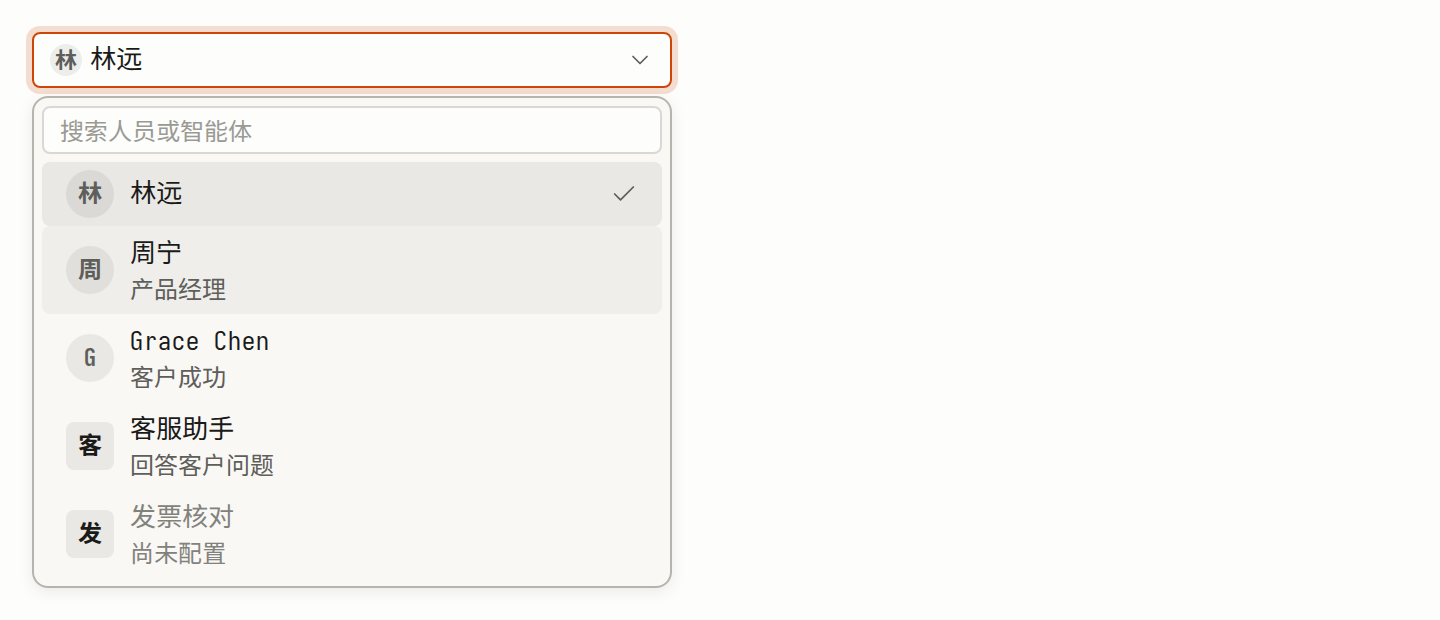 林 林远
搜索人员或智能体
林 林远
周 周宁
产品经理
G Grace Chen
客户成功
客 客服助手
回答客户问题
发 发票核对
尚未配置